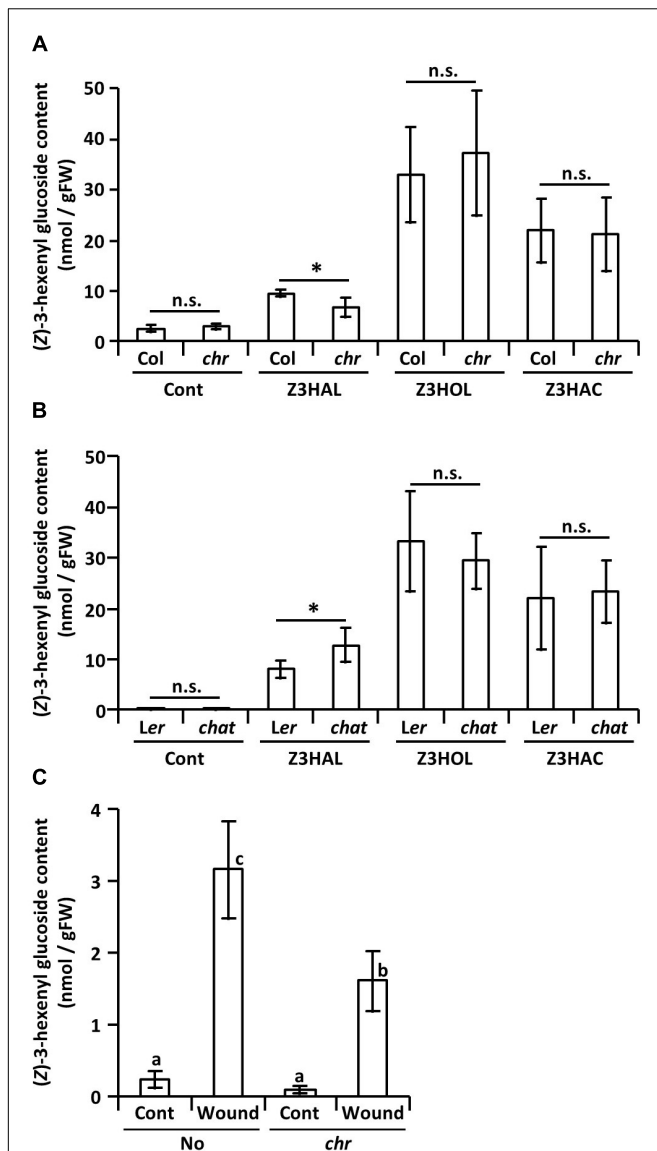 A
(Z)-3-hexenyl glucoside content
(nmol / gFW)
50
40
30
20
10
0
n.s.
*
n.s.
n.s.
Col chr Col chr Col chr Col chr
Cont Z3HAL Z3HOL Z3HAC
B
(Z)-3-hexenyl glucoside content
(nmol / gFW)
50
40
30
20
10
0
n.s.
*
n.s.
n.s.
Ler chat Ler chat Ler chat Ler chat
Cont Z3HAL Z3HOL Z3HAC
C
(Z)-3-hexenyl glucoside content
(nmol / gFW)
4
3
2
1
0
a
c
a
b
Cont Wound Cont Wound
No chr